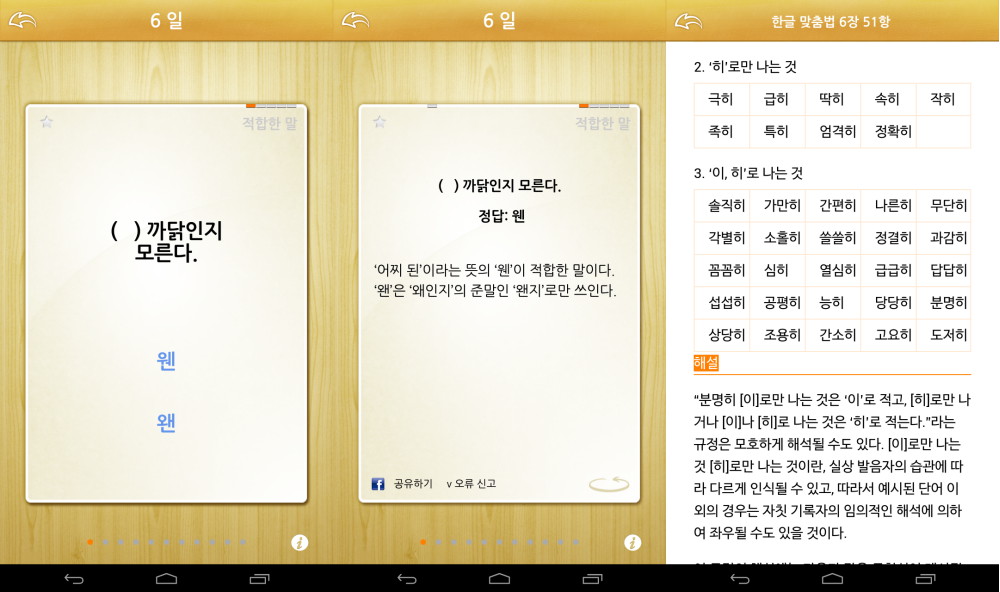 6 일
적합한 말
(   ) 까닭인지
모른다.
웬
왠
6 일
적합한 말
(   ) 까닭인지 모른다.
정답: 웬
‘어찌 된’이라는 뜻의 ‘웬’이 적합한 말이다.
‘왠’은 ‘왜인지’의 준말인 ‘왠지’로만 쓰인다.
공유하기 v 오류 신고
한글 맞춤법 6장 51항
2. ‘히’로만 나는 것
극히 급히 딱히 속히 작히
족히 특히 엄격히 정확히
3. ‘이, 히’로 나는 것
솔직히 가만히 간편히 나른히 무단히
각별히 소홀히 쓸쓸히 정결히 과감히
꼼꼼히 심히 열심히 급급히 답답히
섭섭히 공평히 능히 당당히 분명히
상당히 조용히 간소히 고요히 도저히
해설
“분명히 [이]로만 나는 것은 ‘이’로 적고, [히]로만 나
거나 [이]나 [히]로 나는 것은 ‘히’로 적는다.”라는
규정은 모호하게 해석될 수도 있다. [이]로만 나는
것 [히]로만 나는 것이란, 실상 발음자의 습관에 따
라 다르게 인식될 수 있고, 따라서 예시된 단어 이
외의 경우는 자칫 기록자의 임의적인 해석에 의하
여 좌우될 수도 있을 것이다.